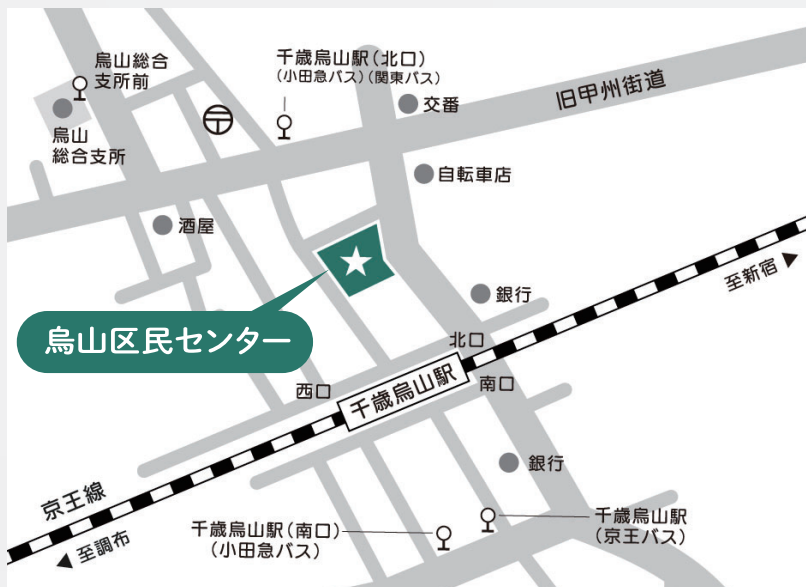 烏山総合
支所前
千歳烏山駅(北口)
(小田急バス)(関東バス)
交番
旧甲州街道
烏山
総合支所
自転車店
酒屋
至新宿
銀行
烏山区民センター
北口
西口
千歳烏山駅
南口
銀行
京王線
千歳烏山駅(南口)
(小田急バス)
千歳烏山駅
(京王バス)
至調布